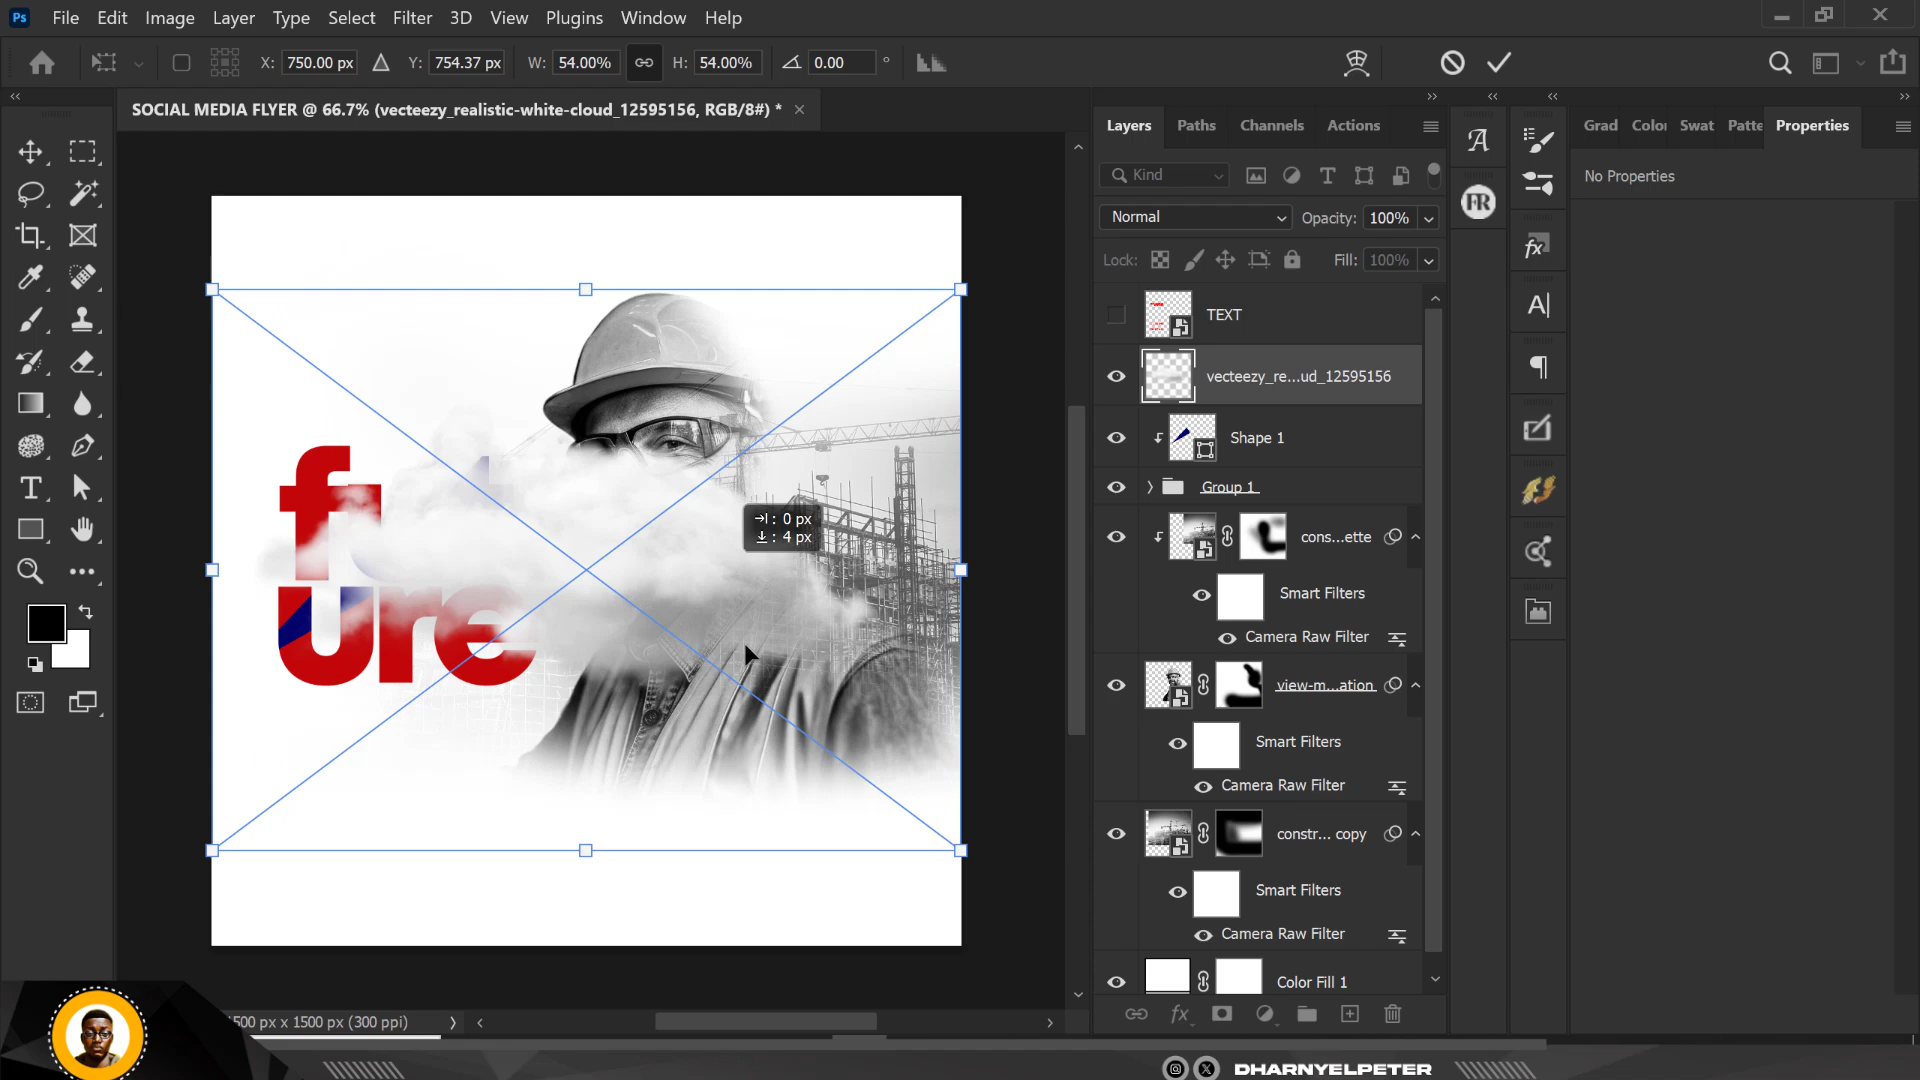 Ps File Edit Image Layer Type Select Filter 3D View Plugins Window Help
X: 750.00 px Y: 754.37 px W: 54.00% H: 54.00% 0.00 °
SOCIAL MEDIA FLYER @ 66.7% (vecteezy_realistic-white-cloud_12595156, RGB/8#) *
Layers Paths Channels Actions
Grad Color Swat Patte Properties
Kind
No Properties
Normal Opacity: 100%
Lock: Fill: 100%
TEXT
vecteezy_re...ud_12595156
Shape 1
Group 1
cons...ette
Smart Filters
Camera Raw Filter
view-m...ation
Smart Filters
Camera Raw Filter
constr... copy
Smart Filters
Camera Raw Filter
Color Fill 1
A
FR
fx
A|
ure
: 0 px
: 4 px
500 px x 1500 px (300 ppi)
fx
DHARNYELPETER